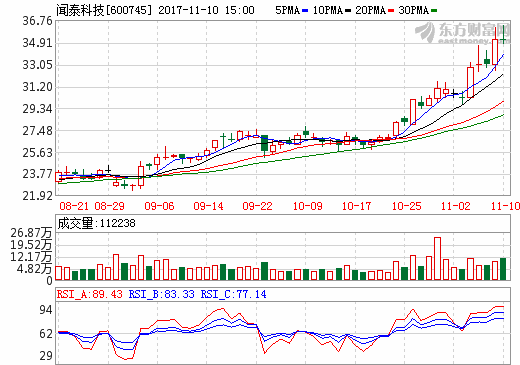 闻泰科技[600745] 2017-11-10 15:00 5PMA 10PMA 20PMA 30PMA
36.76
34.91
33.05
31.20
29.34
27.48
25.63
23.77
21.92
东方财富网
eastmoney.com
08-21 08-29 09-06 09-14 09-22 10-17 10-25 11-02 11-10
成交量:112238
26.87万
19.52万
12.17万
4.82万
0
RSI_A:89.43 RSI_B:83.33 RSI_C:77.14
94
62
29